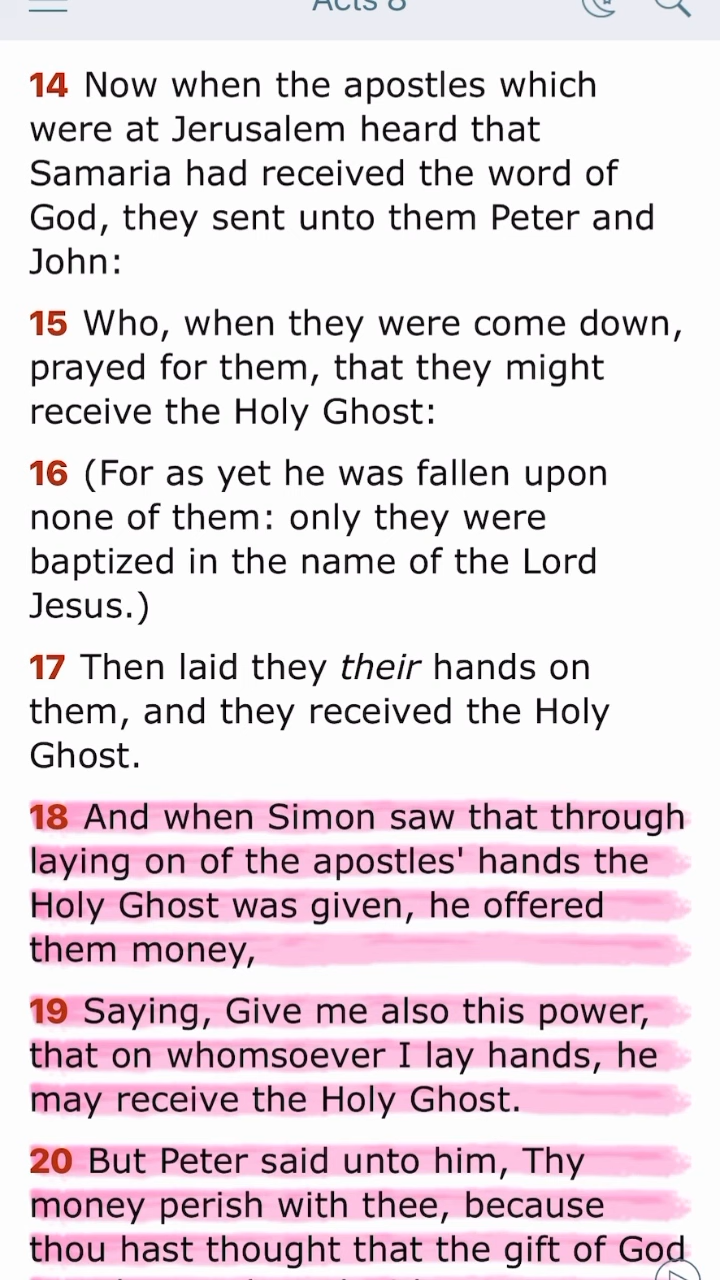 Acts 8
14 Now when the apostles which
were at Jerusalem heard that
Samaria had received the word of
God, they sent unto them Peter and
John:
15 Who, when they were come down,
prayed for them, that they might
receive the Holy Ghost:
16 (For as yet he was fallen upon
none of them: only they were
baptized in the name of the Lord
Jesus.)
17 Then laid they their hands on
them, and they received the Holy
Ghost.
18 And when Simon saw that through
laying on of the apostles' hands the
Holy Ghost was given, he offered
them money,
19 Saying, Give me also this power,
that on whomsoever I lay hands, he
may receive the Holy Ghost.
20 But Peter said unto him, Thy
money perish with thee, because
thou hast thought that the gift of God